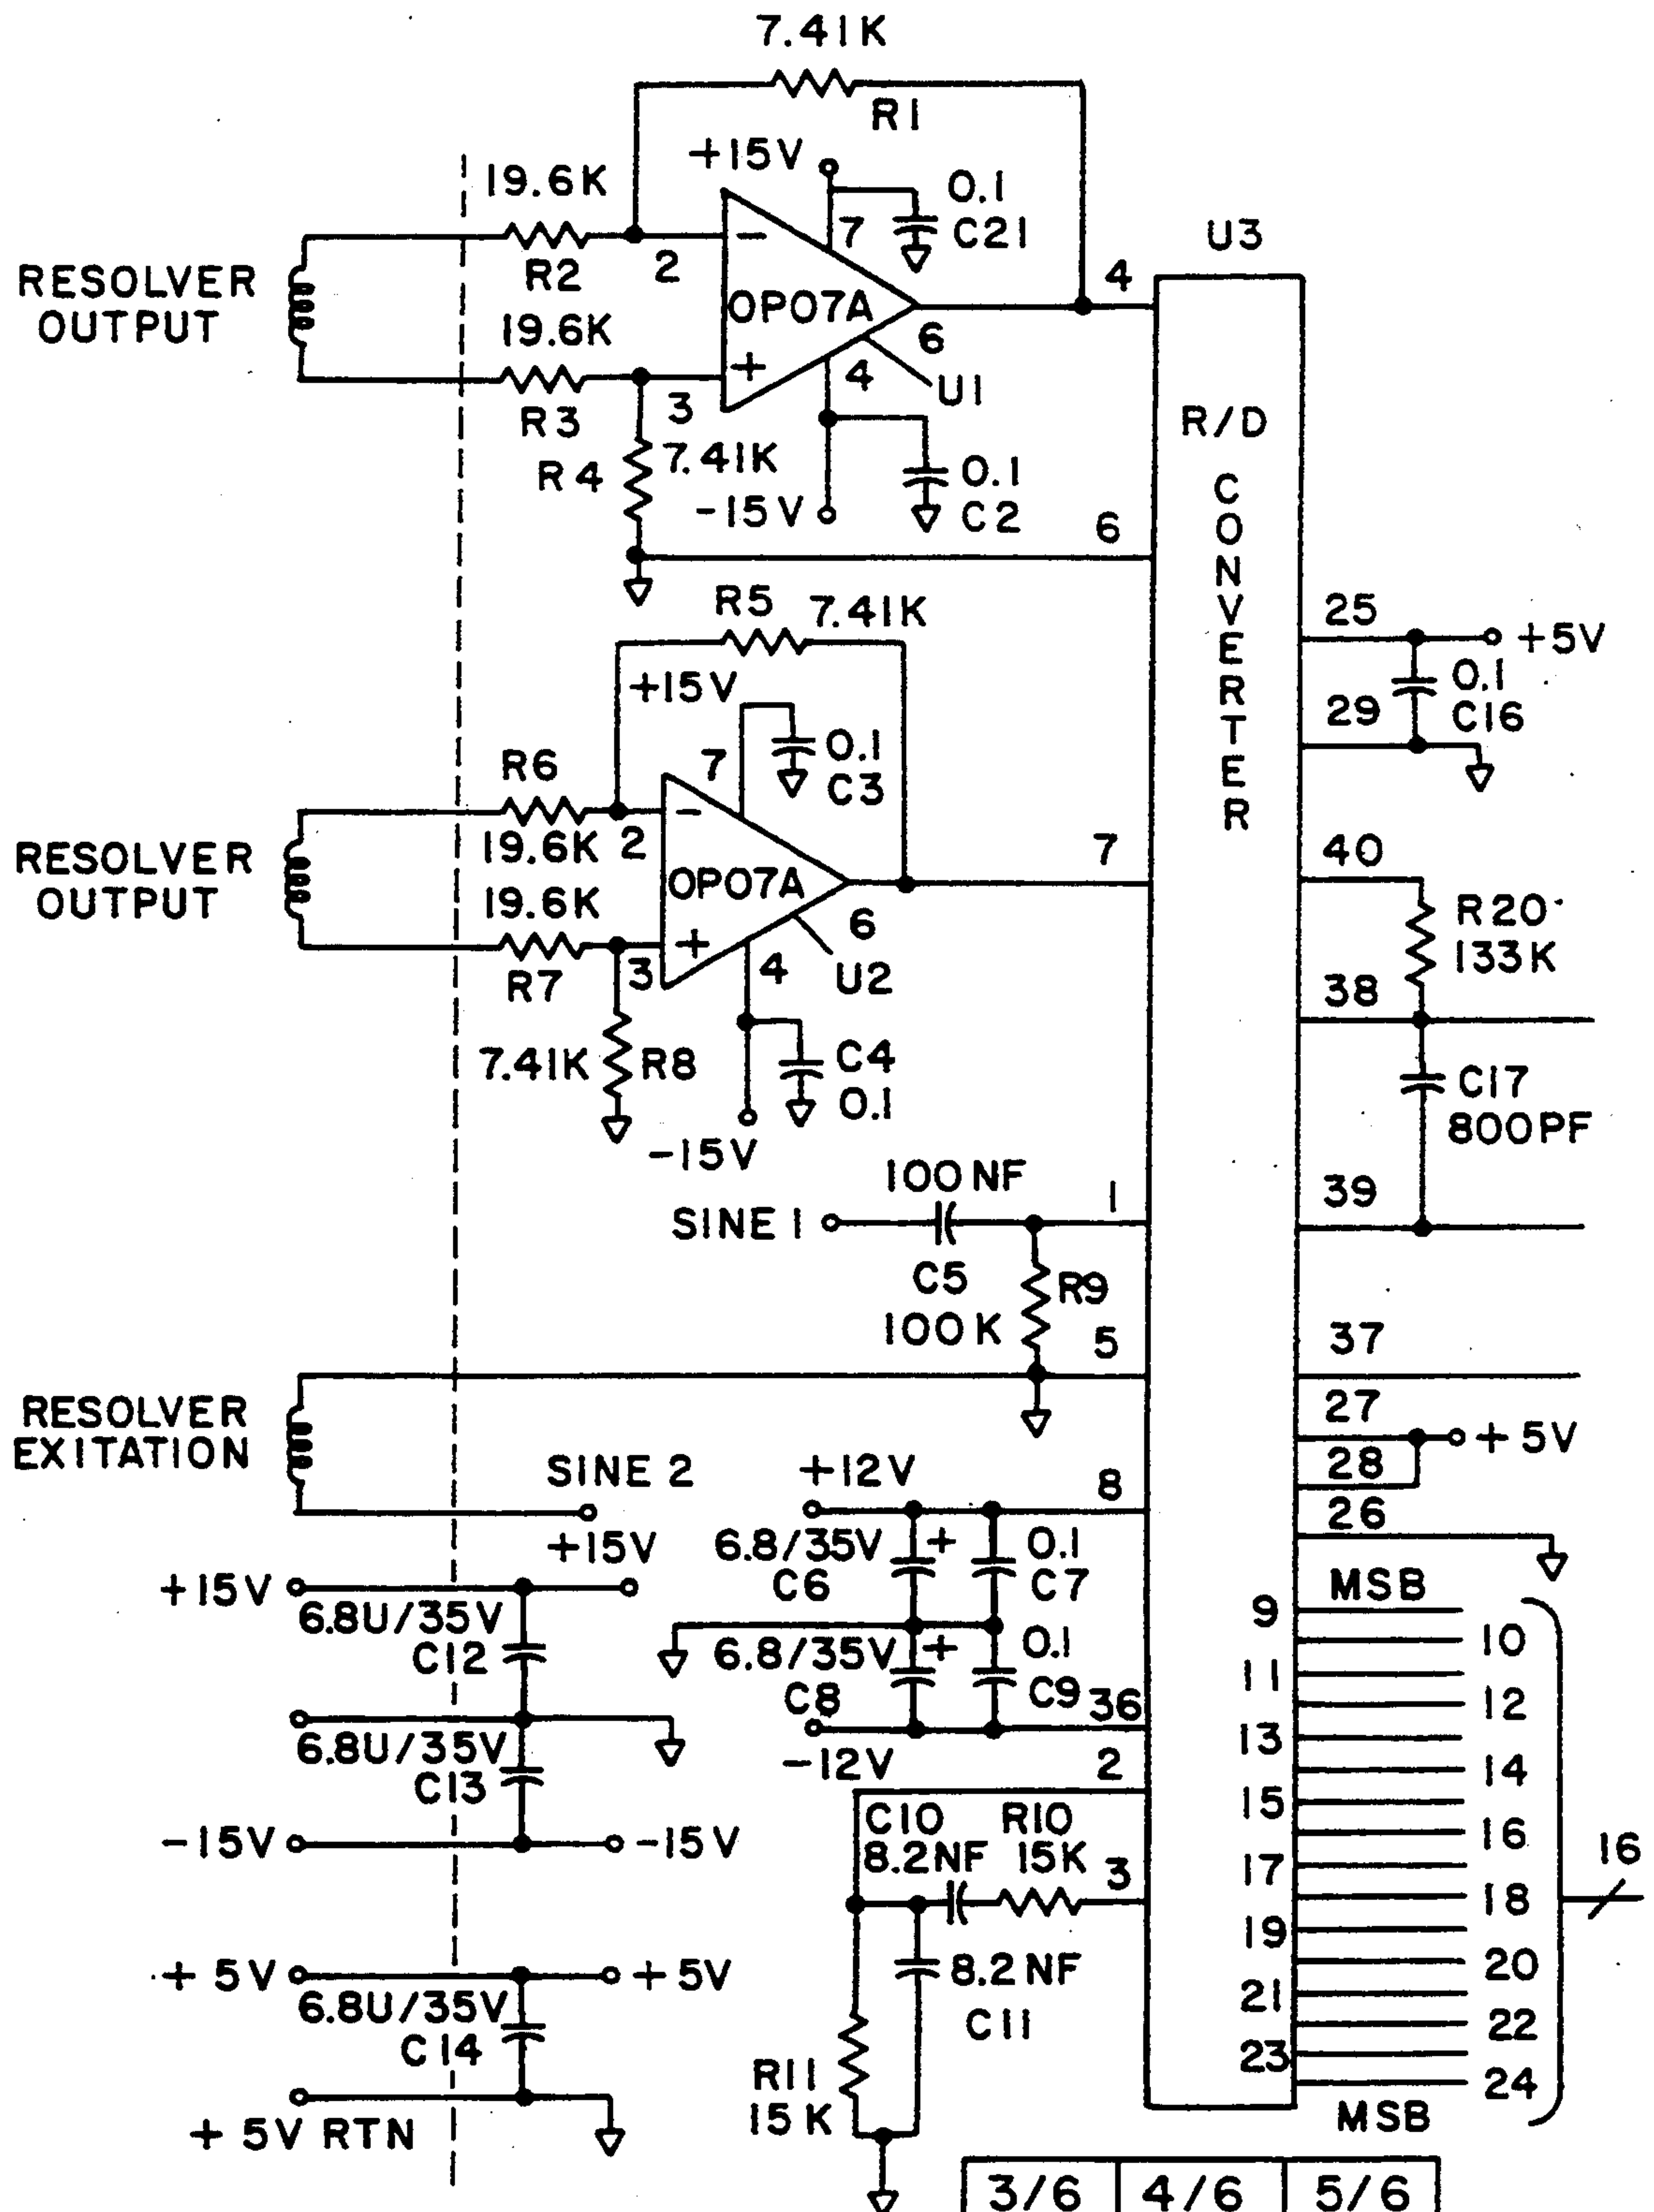 7.41K
R1
+15V
19.6K
0.1
C21
7
U3
-
2
R2
4
RESOLVER
OUTPUT
OP07A
6
19.6K
+
4
U1
R3
3
R/D
CONVERTER
R4
7.41K
0.1
C2
-15V
6
R5
7.41K
25
+5V
+15V
0.1
C16
29
7
0.1
C3
R6
-
19.6K
2
7
40
RESOLVER
OUTPUT
OP07A
19.6K
6
R20
133K
+
R7
3
4
U2
38
7.41K
R8
C4
0.1
C17
800PF
-15V
100NF
1
39
SINE 1
C5
R9
100K
5
37
RESOLVER
EXITATION
27
+5V
28
SINE 2
+12V
8
26
+15V
6.8/35V
+
C6
0.1
C7
MSB
+15V
6.8U/35V
C12
9
10
6.8/35V
+
C8
0.1
C9
36
11
12
6.8U/35V
C13
-12V
13
2
14
C10
8.2NF
R10
15K
15
-15V
-15V
16
16
3
17
18
19
+5V
+5V
8.2NF
C11
20
6.8U/35V
C14
21
22
R11
15K
23
24
+5V RTN
MSB
3/6
4/6
5/6